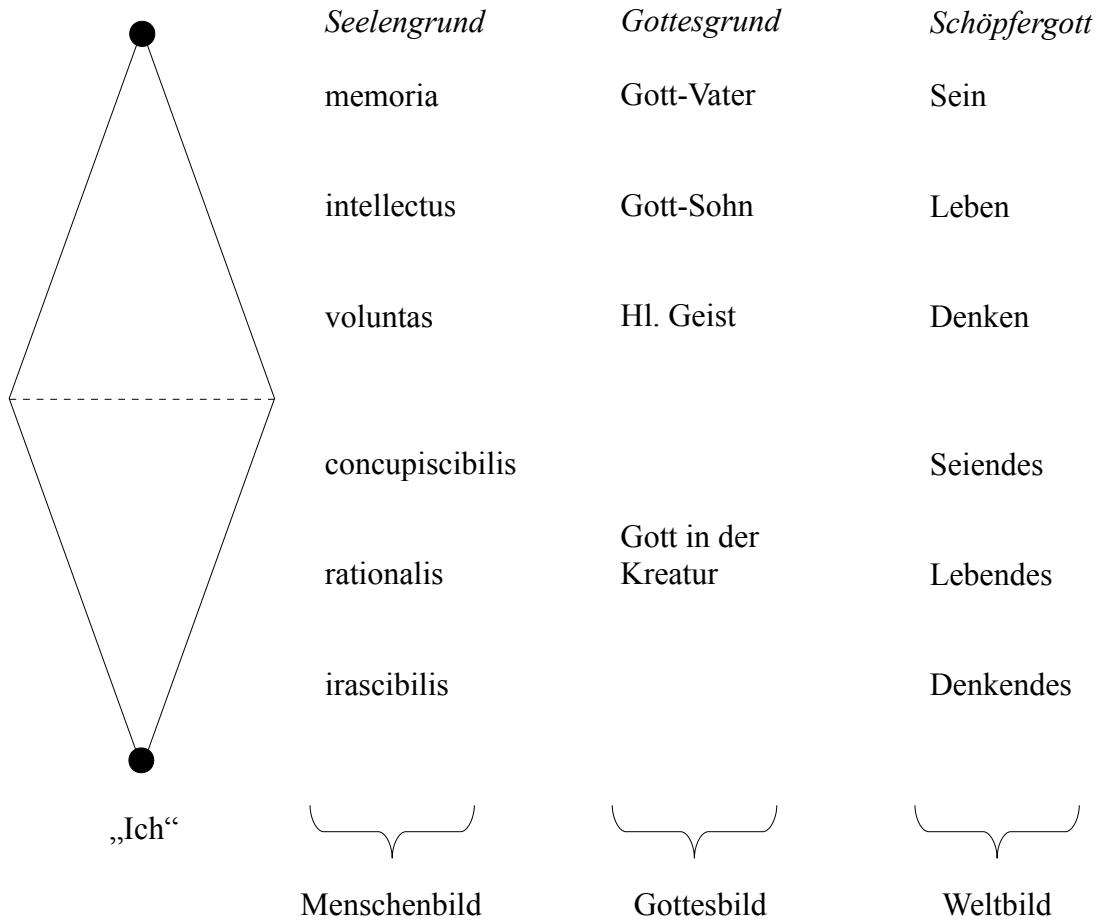 Seelengrund Gottesgrund Schöpfergott
memoria Gott-Vater Sein
intellectus Gott-Sohn Leben
voluntas Hl. Geist Denken
concupiscibilis Seiendes
Gott in der
rationalis Kreatur Lebendes
irascibilis Denkendes
„Ich“
Menschenbild Gottesbild Weltbild